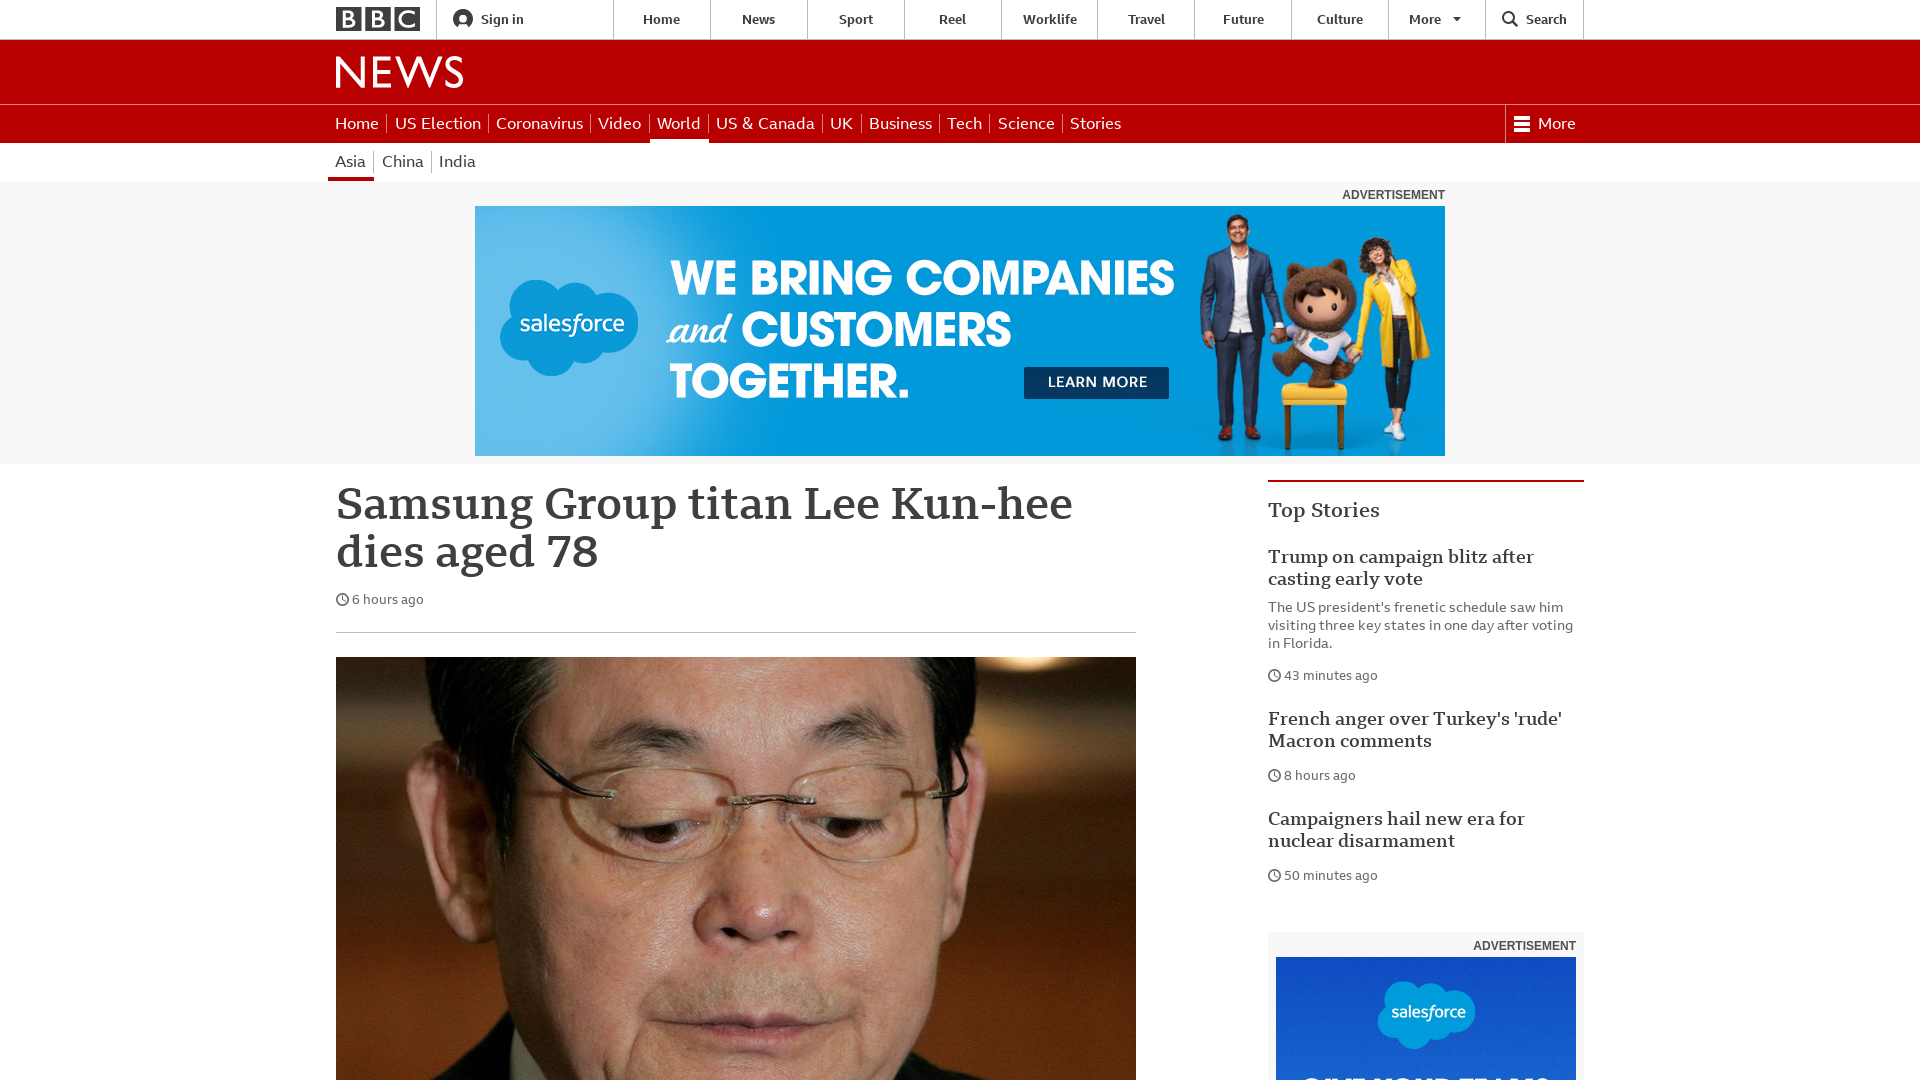 BBC
Sign in
Home
News
Sport
Reel
Worklife
Travel
Future
Culture
More
Search
NEWS
Home
US Election
Coronavirus
Video
World
US & Canada
UK
Business
Tech
Science
Stories
More
Asia
China
India
ADVERTISEMENT
salesforce
WE BRING COMPANIES
and CUSTOMERS
TOGETHER.
LEARN MORE
Samsung Group titan Lee Kun-hee
dies aged 78
6 hours ago
Top Stories
Trump on campaign blitz after
casting early vote
The US president's frenetic schedule saw him
visiting three key states in one day after voting
in Florida.
43 minutes ago
French anger over Turkey's 'rude'
Macron comments
8 hours ago
Campaigners hail new era for
nuclear disarmament
50 minutes ago
ADVERTISEMENT
salesforce